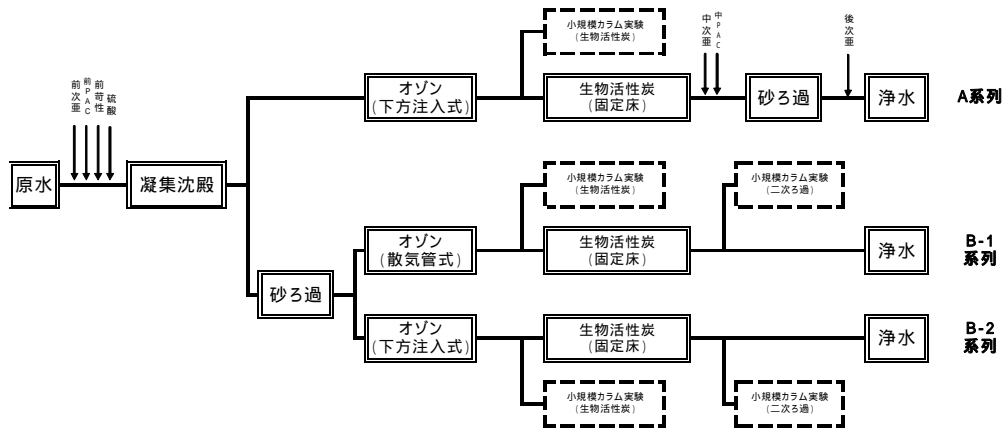 小規模カラム実験
(生物活性炭)
前次亜
前PAC
前苛性
硫酸
中次亜
中PAC
後次亜
オゾン
(下方注入式)
生物活性炭
(固定床)
砂ろ過
浄水
A系列
原水
凝集沈殿
小規模カラム実験
(生物活性炭)
小規模カラム実験
(二次ろ過)
オゾン
(散気管式)
生物活性炭
(固定床)
浄水
B-1
系列
砂ろ過
オゾン
(下方注入式)
生物活性炭
(固定床)
浄水
B-2
系列
小規模カラム実験
(生物活性炭)
小規模カラム実験
(二次ろ過)